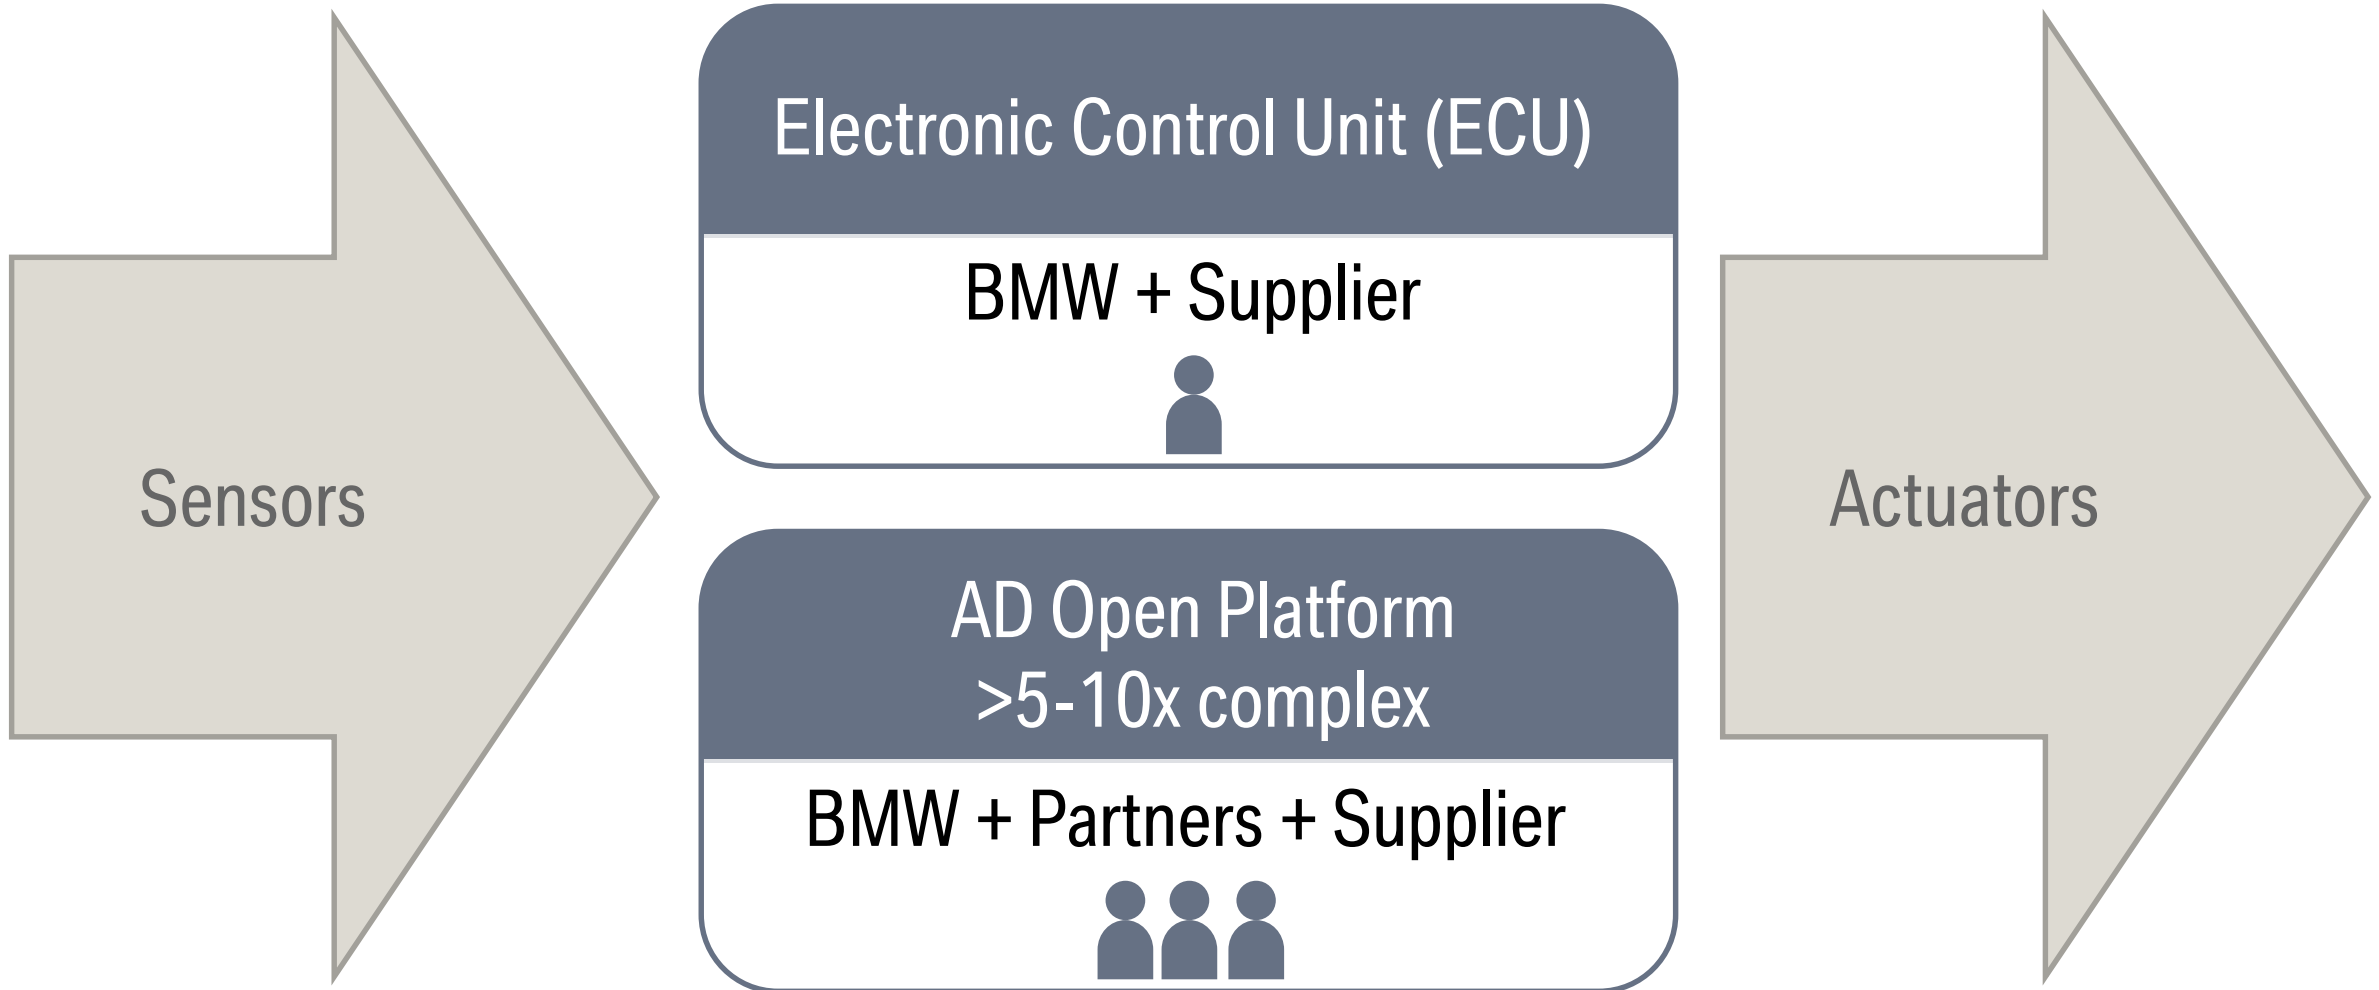 Sensors
Electronic Control Unit (ECU)
BMW + Supplier
AD Open Platform
>5-10x complex
BMW + Partners + Supplier
Actuators